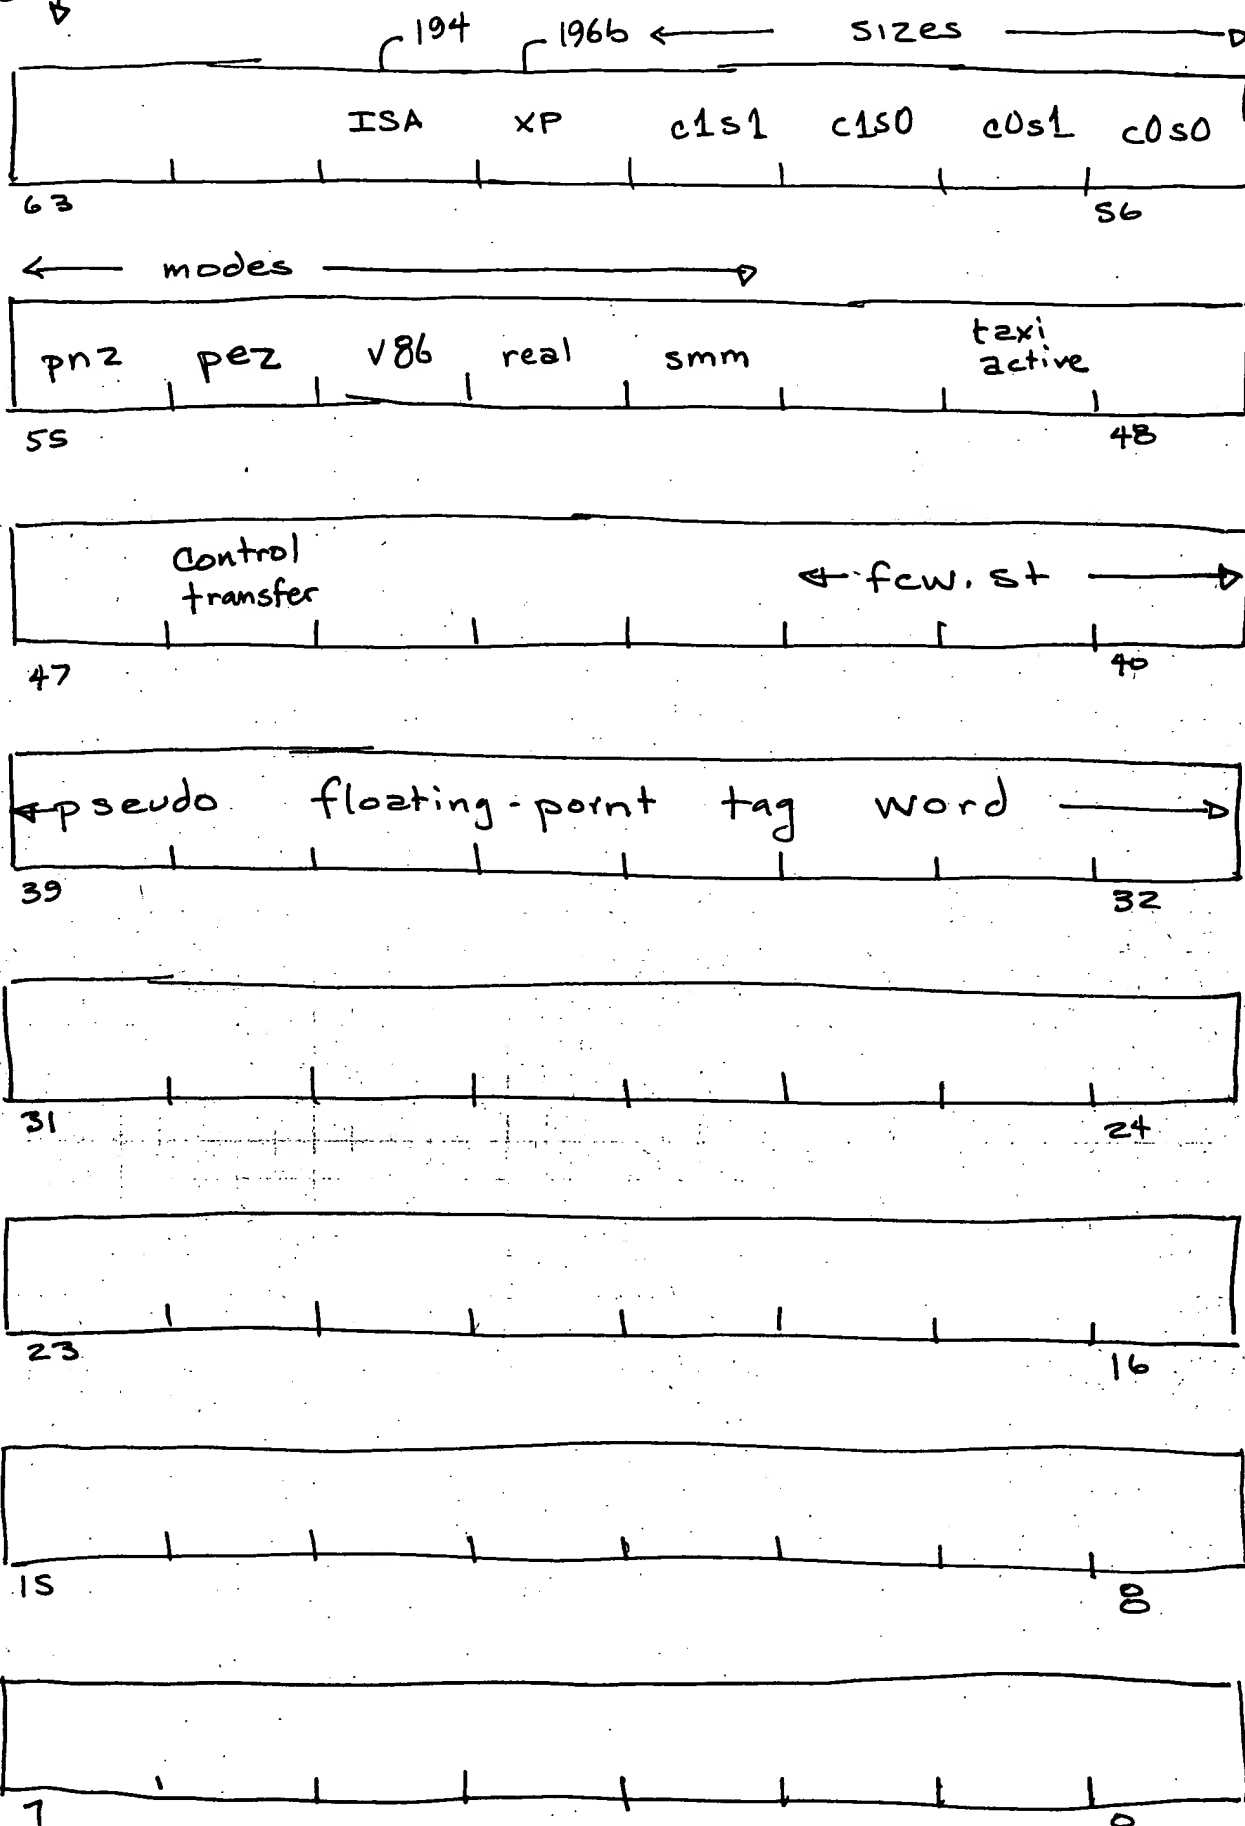 194 196b sizes
ISA XP c1s1 c1s0 c0s1 c0s0
63 56
modes
pnz pez v86 real smm taxi
active
55 48
Control
transfer fcw.st
47 40
pseudo floating-point tag word
39 32
31 24
23 16
15 8
7 0